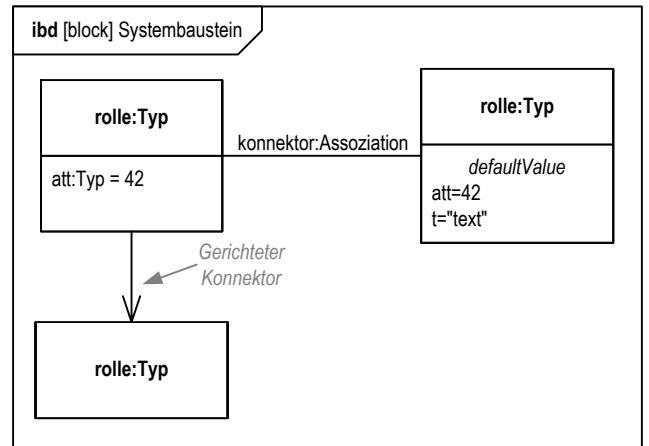 ibd [block] Systembaustein
rolle:Typ
att:Typ = 42
konnektor:Assoziation
rolle:Typ
defaultValue
att=42
t="text"
Gerichteter
Konnektor
rolle:Typ